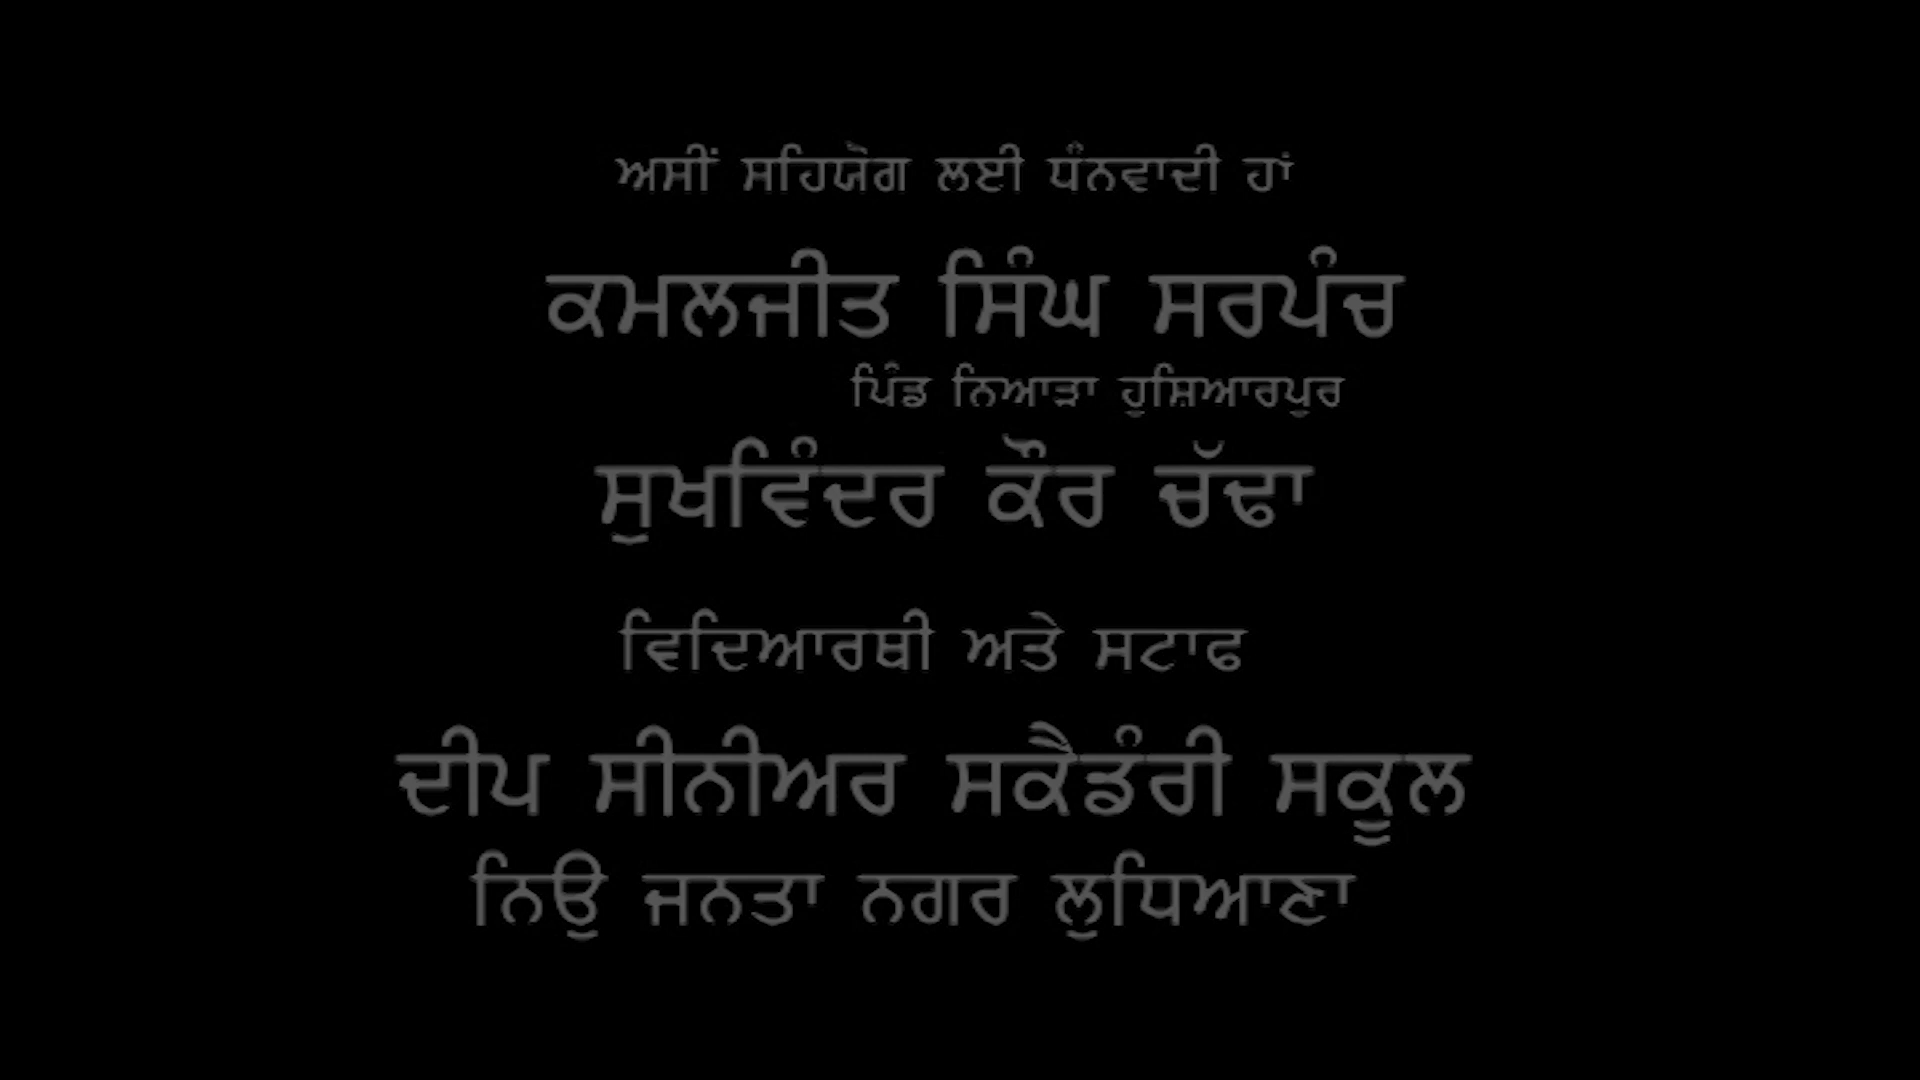 ਅਸੀਂ ਸਹਿਯੋਗ ਲਈ ਧੰਨਵਾਦੀ ਹਾਂ
ਕਮਲਜੀਤ ਸਿੰਘ ਸਰਪੰਚ
ਪਿੰਡ ਨਿਆੜਾ ਹੁਸ਼ਿਆਰਪੁਰ
ਸੁਖਵਿੰਦਰ ਕੌਰ ਚੱਢਾ
ਵਿਦਿਆਰਥੀ ਅਤੇ ਸਟਾਫ
ਦੀਪ ਸੀਨੀਅਰ ਸਕੈਡੰਰੀ ਸਕੂਲ
ਨਿਊ ਜਨਤਾ ਨਗਰ ਲੁਧਿਆਣਾ